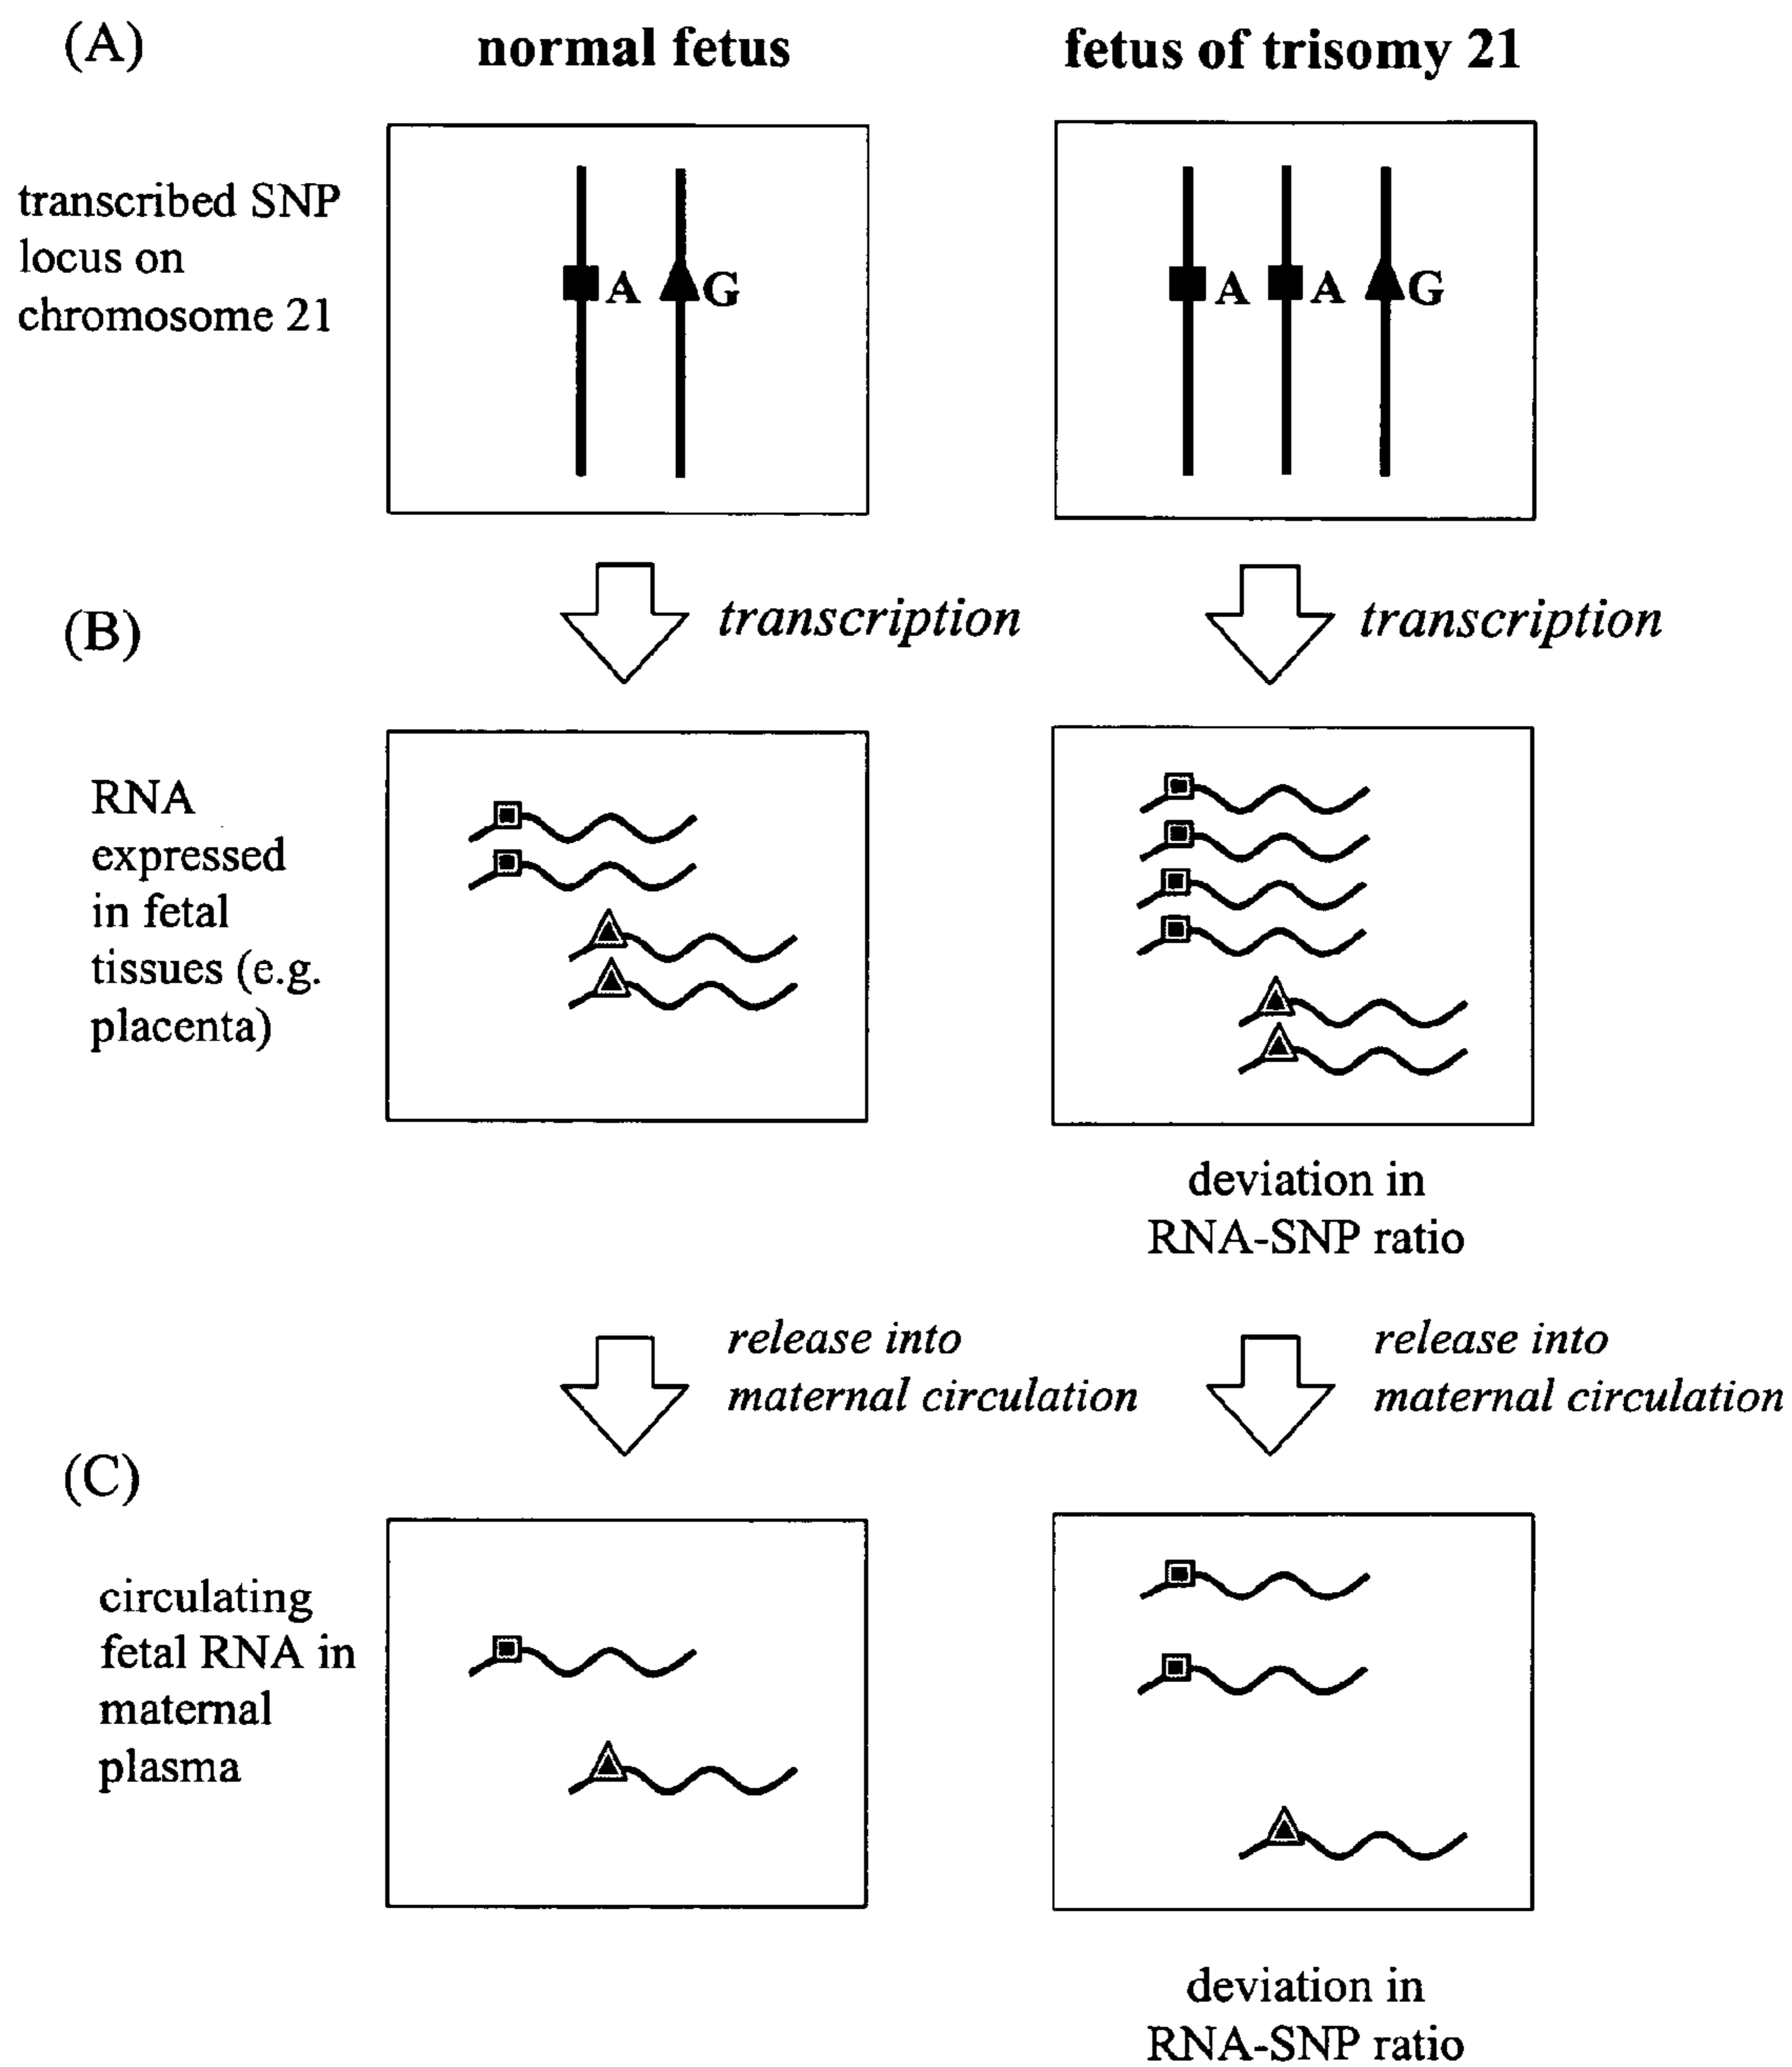 (A)
normal fetus
fetus of trisomy 21
transcribed SNP
locus on
chromosome 21
A
G
A
A
G
(B)
transcription
transcription
RNA
expressed
in fetal
tissues (e.g.
placenta)
deviation in
RNA-SNP ratio
release into
maternal circulation
release into
maternal circulation
(C)
circulating
fetal RNA in
maternal
plasma
deviation in
RNA-SNP ratio